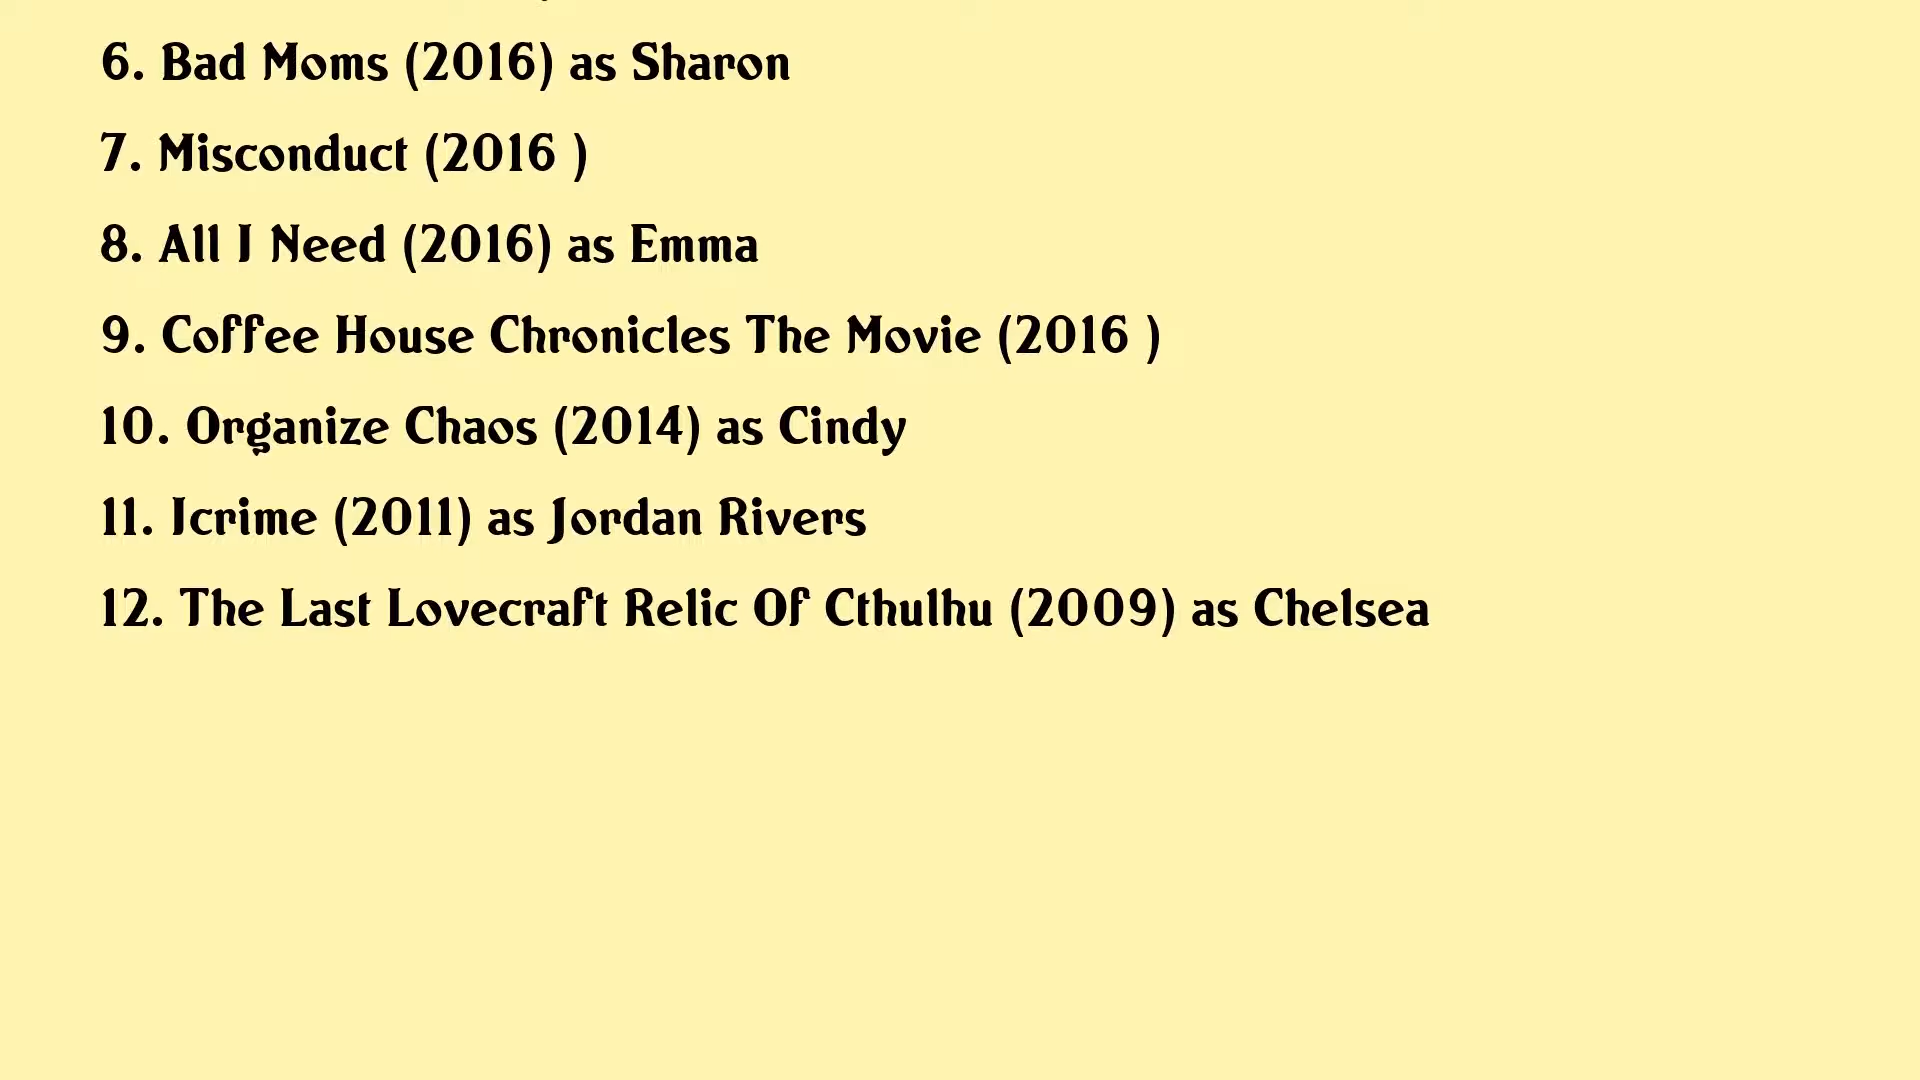 6. Bad Moms (2016) as Sharon
7. Misconduct (2016 )
8. All I Need (2016) as Emma
9. Coffee House Chronicles The Movie (2016 )
10. Organize Chaos (2014) as Cindy
11. Icrime (2011) as Jordan Rivers
12. The Last Lovecraft Relic Of Cthulhu (2009) as Chelsea